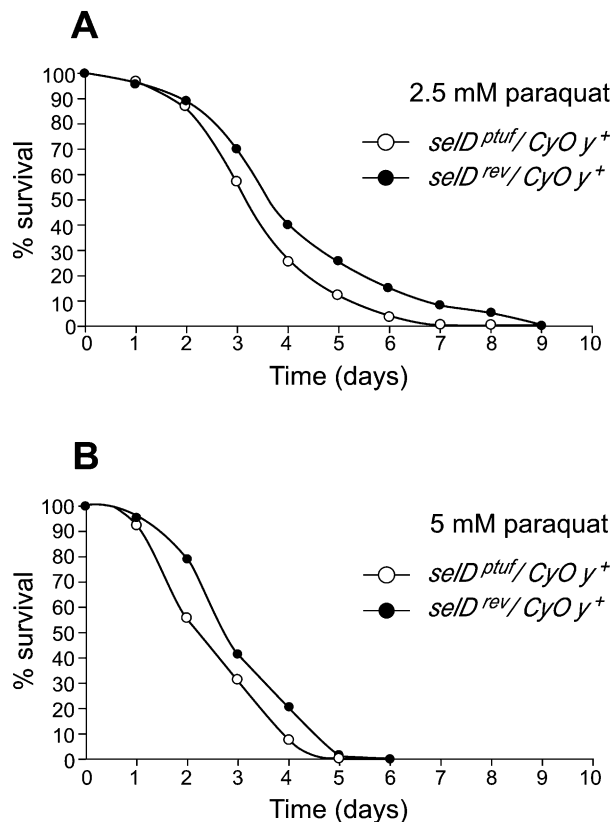 A
100
90
80
70
60
50
40
30
20
10
0
% survival
2.5 mM paraquat
selD ptuf/ CyO y +
selD rev/ CyO y +
0 1 2 3 4 5 6 7 8 9 10
Time (days)
B
100
90
80
70
60
50
40
30
20
10
0
% survival
5 mM paraquat
selD ptuf/ CyO y +
selD rev/ CyO y +
0 1 2 3 4 5 6 7 8 9 10
Time (days)